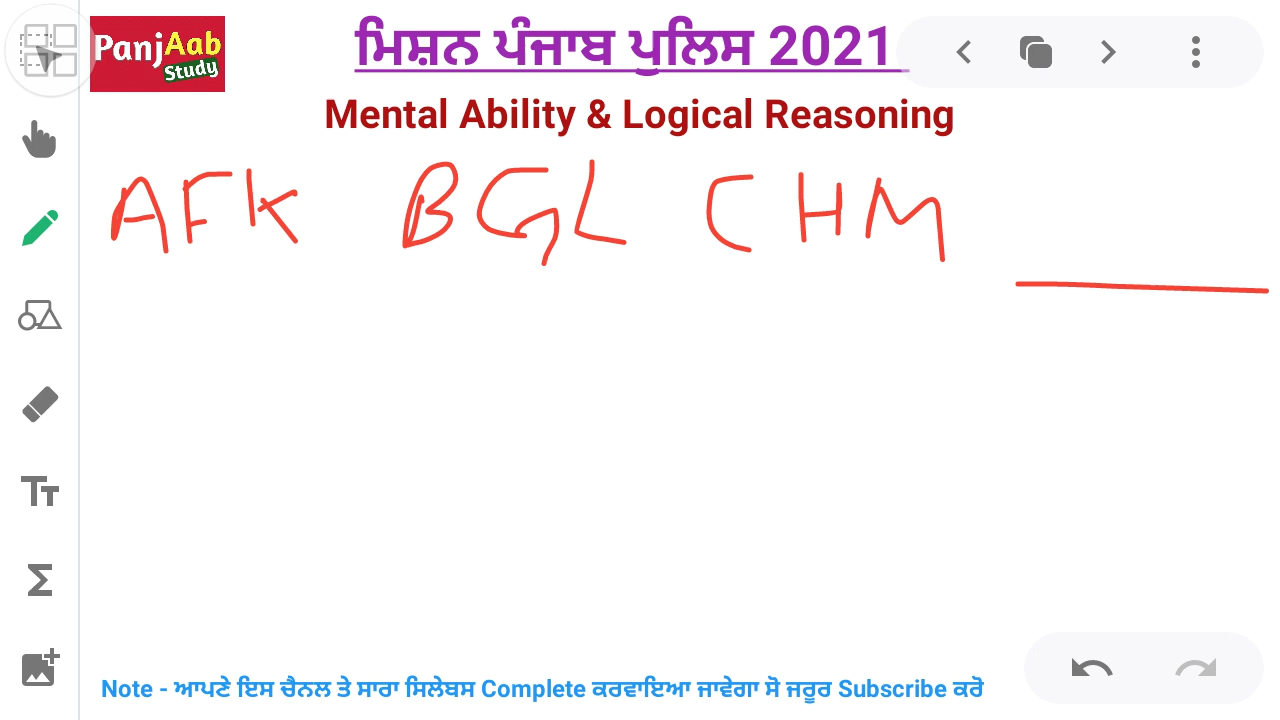 PanjAab
Study
ਮਿਸ਼ਨ ਪੰਜਾਬ ਪੁਲਿਸ 2021
Mental Ability & Logical Reasoning
AFK BGL CHM
Note - ਆਪਣੇ ਇਸ ਚੈਨਲ ਤੇ ਸਾਰਾ ਸਿਲੇਬਸ Complete ਕਰਵਾਇਆ ਜਾਵੇਗਾ ਸੋ ਜਰੂਰ Subscribe ਕਰੋ